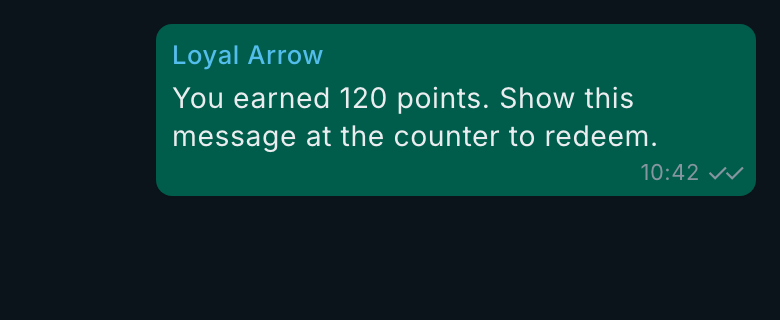 Loyal Arrow
You earned 120 points. Show this
message at the counter to redeem.
10:42